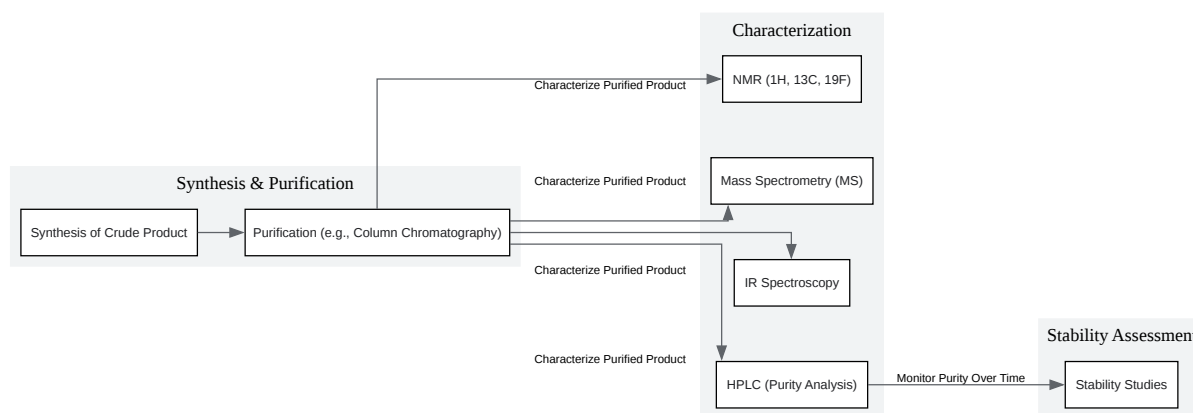 Characterization
NMR (1H, 13C, 19F)
Characterize Purified Product
Mass Spectrometry (MS)
Characterize Purified Product
Synthesis & Purification
Synthesis of Crude Product
Purification (e.g., Column Chromatography)
Characterize Purified Product
IR Spectroscopy
Stability Assessment
Characterize Purified Product
HPLC (Purity Analysis)
Monitor Purity Over Time
Stability Studies